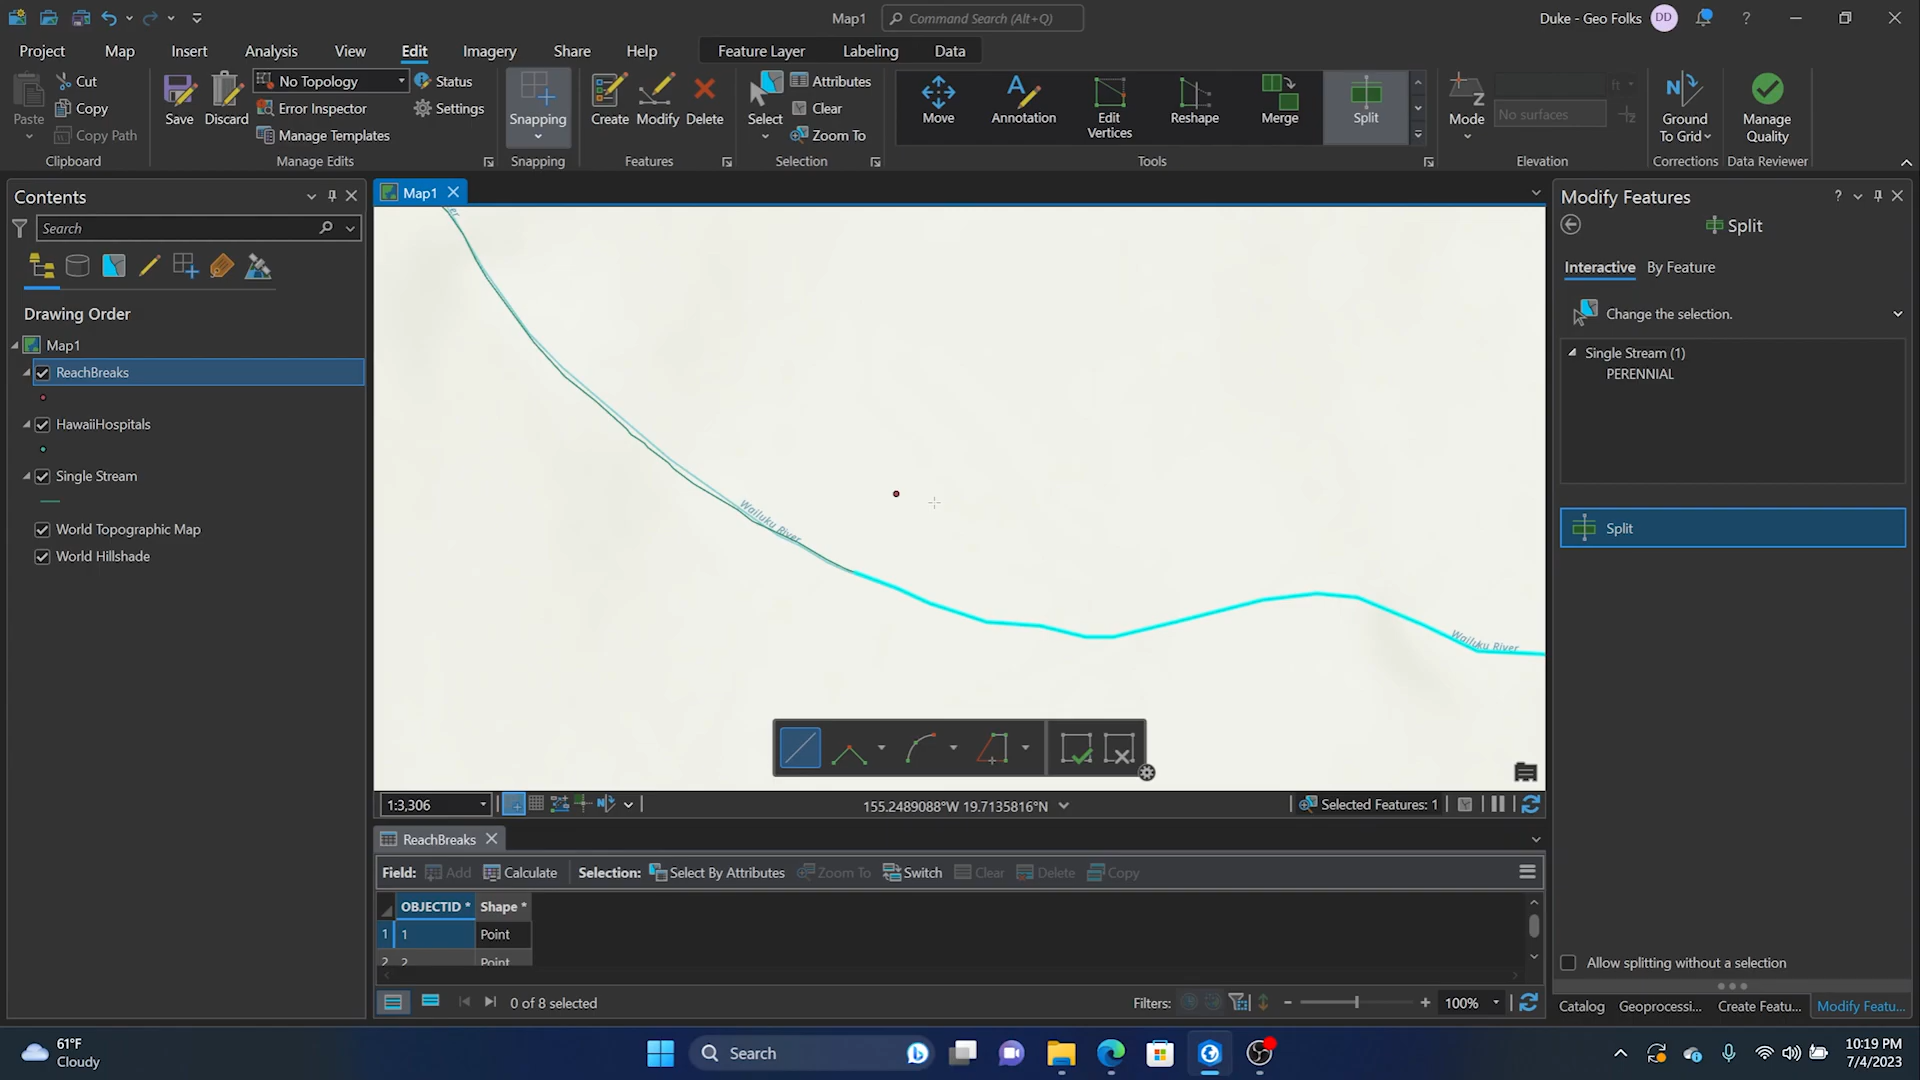 Map1
Command Search (Alt+Q)
Duke - Geo Folks
DD
?
Project
Map
Insert
Analysis
View
Edit
Imagery
Share
Help
Feature Layer
Labeling
Data
Paste
Cut
Copy
Copy Path
Clipboard
Save
Discard
No Topology
Error Inspector
Manage Templates
Status
Settings
Manage Edits
Snapping
Snapping
Create
Modify
Delete
Features
Select
Attributes
Clear
Zoom To
Selection
Move
Annotation
Edit
Vertices
Reshape
Merge
Split
Tools
Mode
ft
No surfaces
Elevation
Ground
To Grid
Corrections
Manage
Quality
Data Reviewer
Contents
Search
Drawing Order
Map1
ReachBreaks
HawaiiHospitals
Single Stream
World Topographic Map
World Hillshade
Map1
Wailuku River
Wailuku River
1:3,306
155.2489088°W 19.7135816°N
Selected Features: 1
ReachBreaks
Field:
Add
Calculate
Selection:
Select By Attributes
Zoom To
Switch
Clear
Delete
Copy
OBJECTID *
Shape *
1
1
Point
2
2
Point
0 of 8 selected
Filters:
100%
Modify Features
?
Split
Interactive
By Feature
Change the selection.
Single Stream (1)
PERENNIAL
Split
Allow splitting without a selection
Catalog
Geoprocessi...
Create Featu...
Modify Featu...
61°F
Cloudy
Search
10:19 PM
7/4/2023